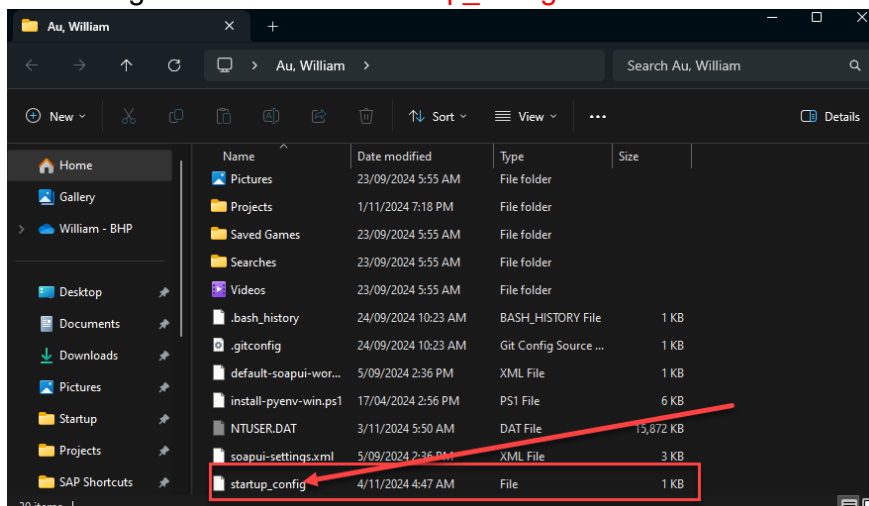 Au, William
Au, William
Search Au, William
New
Sort
View
Details
Name Date modified Type Size
Home
Gallery
William - BHP
Desktop
Documents
Downloads
Pictures
Startup
Projects
SAP Shortcuts
Pictures 23/09/2024 5:55 AM File folder
Projects 1/11/2024 7:18 PM File folder
Saved Games 23/09/2024 5:55 AM File folder
Searches 23/09/2024 5:55 AM File folder
Videos 23/09/2024 5:55 AM File folder
.bash_history 24/09/2024 10:23 AM BASH_HISTORY File 1 KB
.gitconfig 24/09/2024 10:23 AM Git Config Source ... 1 KB
default-soapui-wor... 5/09/2024 2:36 PM XML File 1 KB
install-pyenv-win.ps1 17/04/2024 2:56 PM PS1 File 6 KB
NTUSER.DAT 3/11/2024 5:50 AM DAT File 15,872 KB
soapui-settings.xml 5/09/2024 2:36 PM XML File 3 KB
startup_config 4/11/2024 4:47 AM File 1 KB